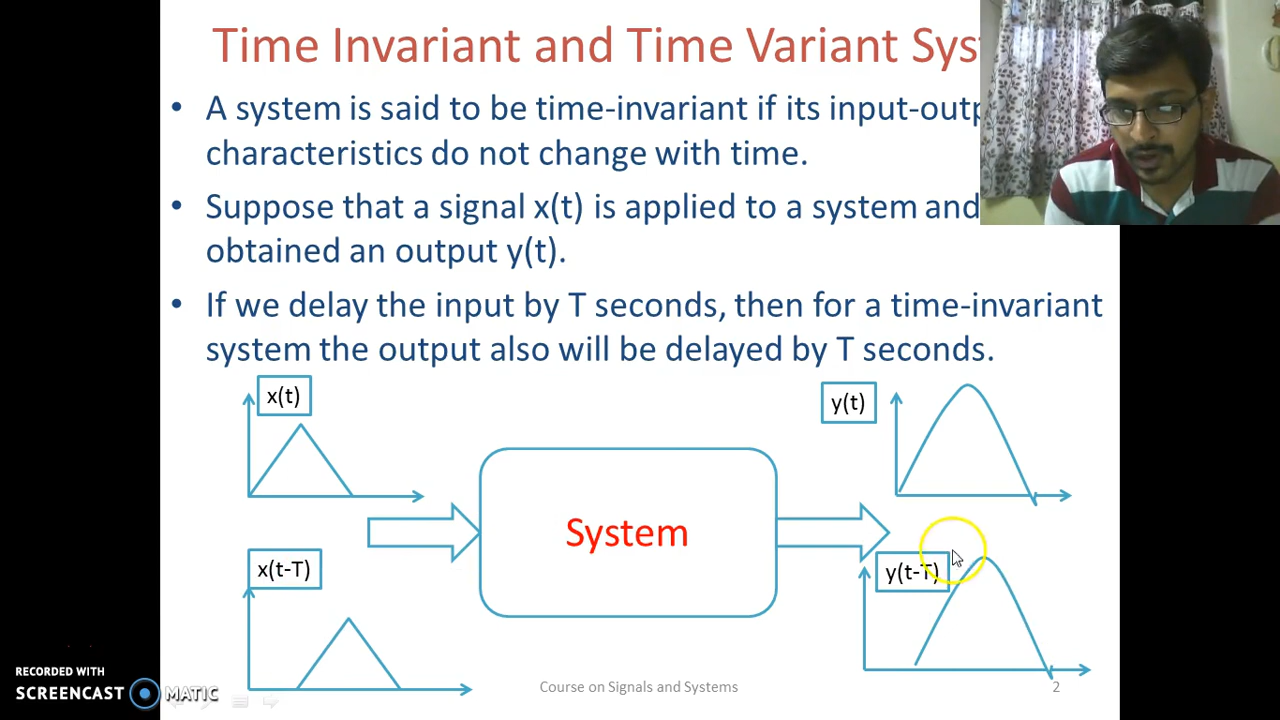 Time Invariant and Time Variant Sys
• A system is said to be time-invariant if its input-outp
characteristics do not change with time.
• Suppose that a signal x(t) is applied to a system and
obtained an output y(t).
• If we delay the input by T seconds, then for a time-invariant
system the output also will be delayed by T seconds.
x(t)
y(t)
System
x(t-T)
y(t-T)
RECORDED WITH
SCREENCAST MATIC
Course on Signals and Systems
2